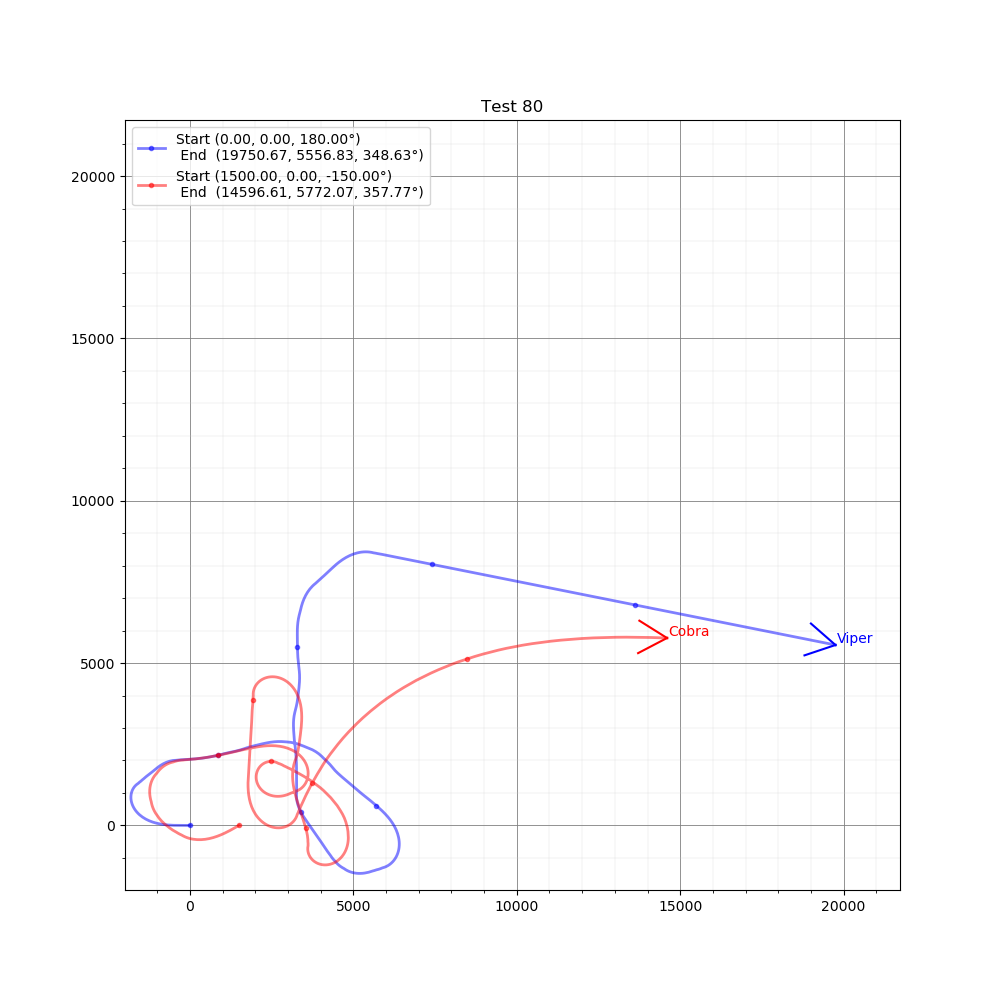 Test 80
Start (0.00, 0.00, 180.00°)
End  (19750.67, 5556.83, 348.63°)
Start (1500.00, 0.00, -150.00°)
End  (14596.61, 5772.07, 357.77°)
20000
15000
10000
5000
0
Cobra
Viper
0
5000
10000
15000
20000